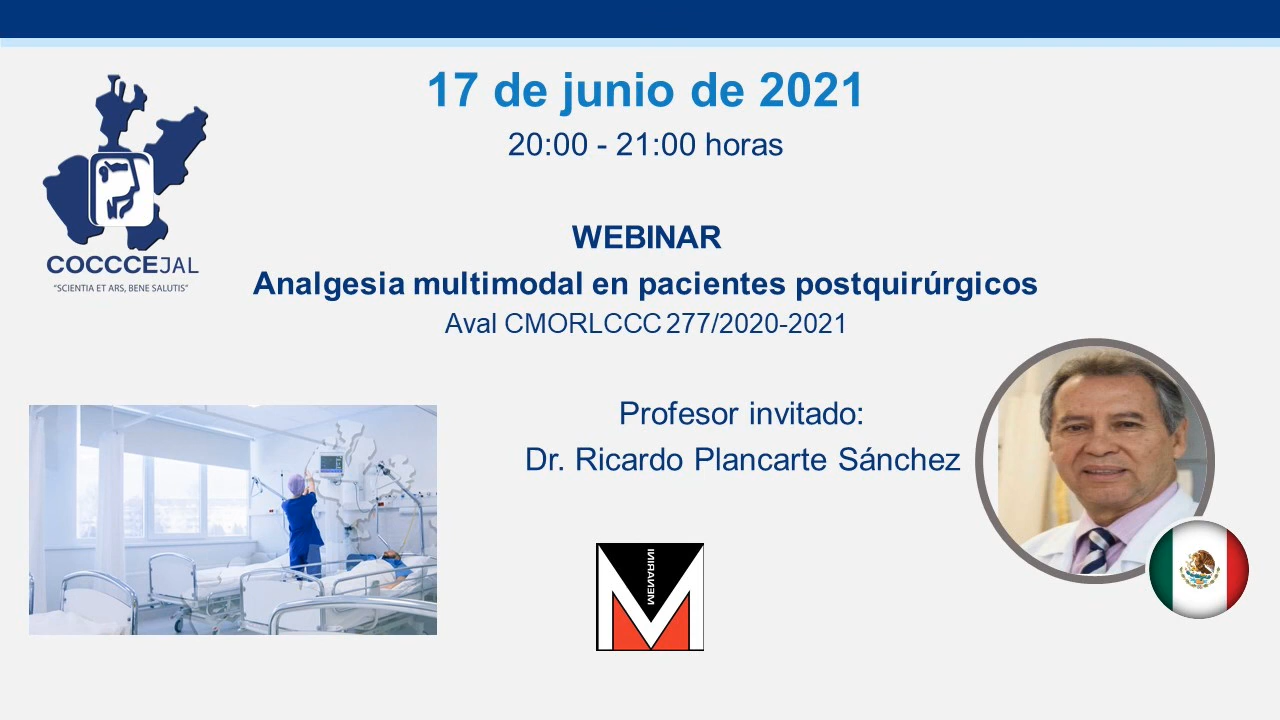 17 de junio de 2021
20:00 - 21:00 horas
COCCCEJAL
"SCIENTIA ET ARS, BENE SALUTIS"
WEBINAR
Analgesia multimodal en pacientes postquirúrgicos
Aval CMORLCCC 277/2020-2021
Profesor invitado:
Dr. Ricardo Plancarte Sánchez
MENARINI